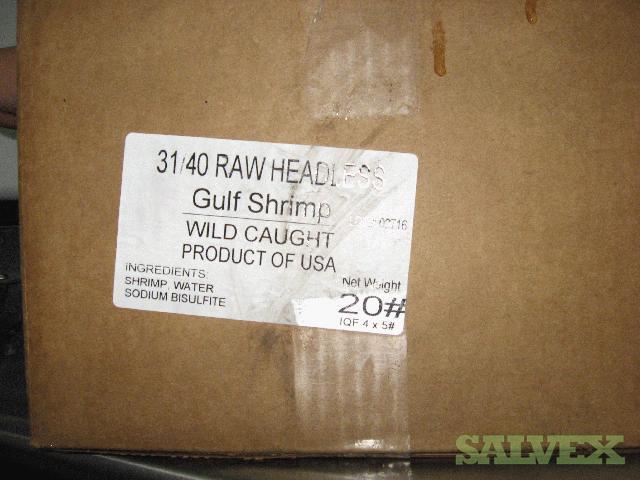 31/40 RAW HEADLESS
Gulf Shrimp
02716
WILD CAUGHT
PRODUCT OF USA
INGREDIENTS:
SHRIMP, WATER
SODIUM BISULFITE
Net Weight
20#
IQF 4 x 5#
SALVEX